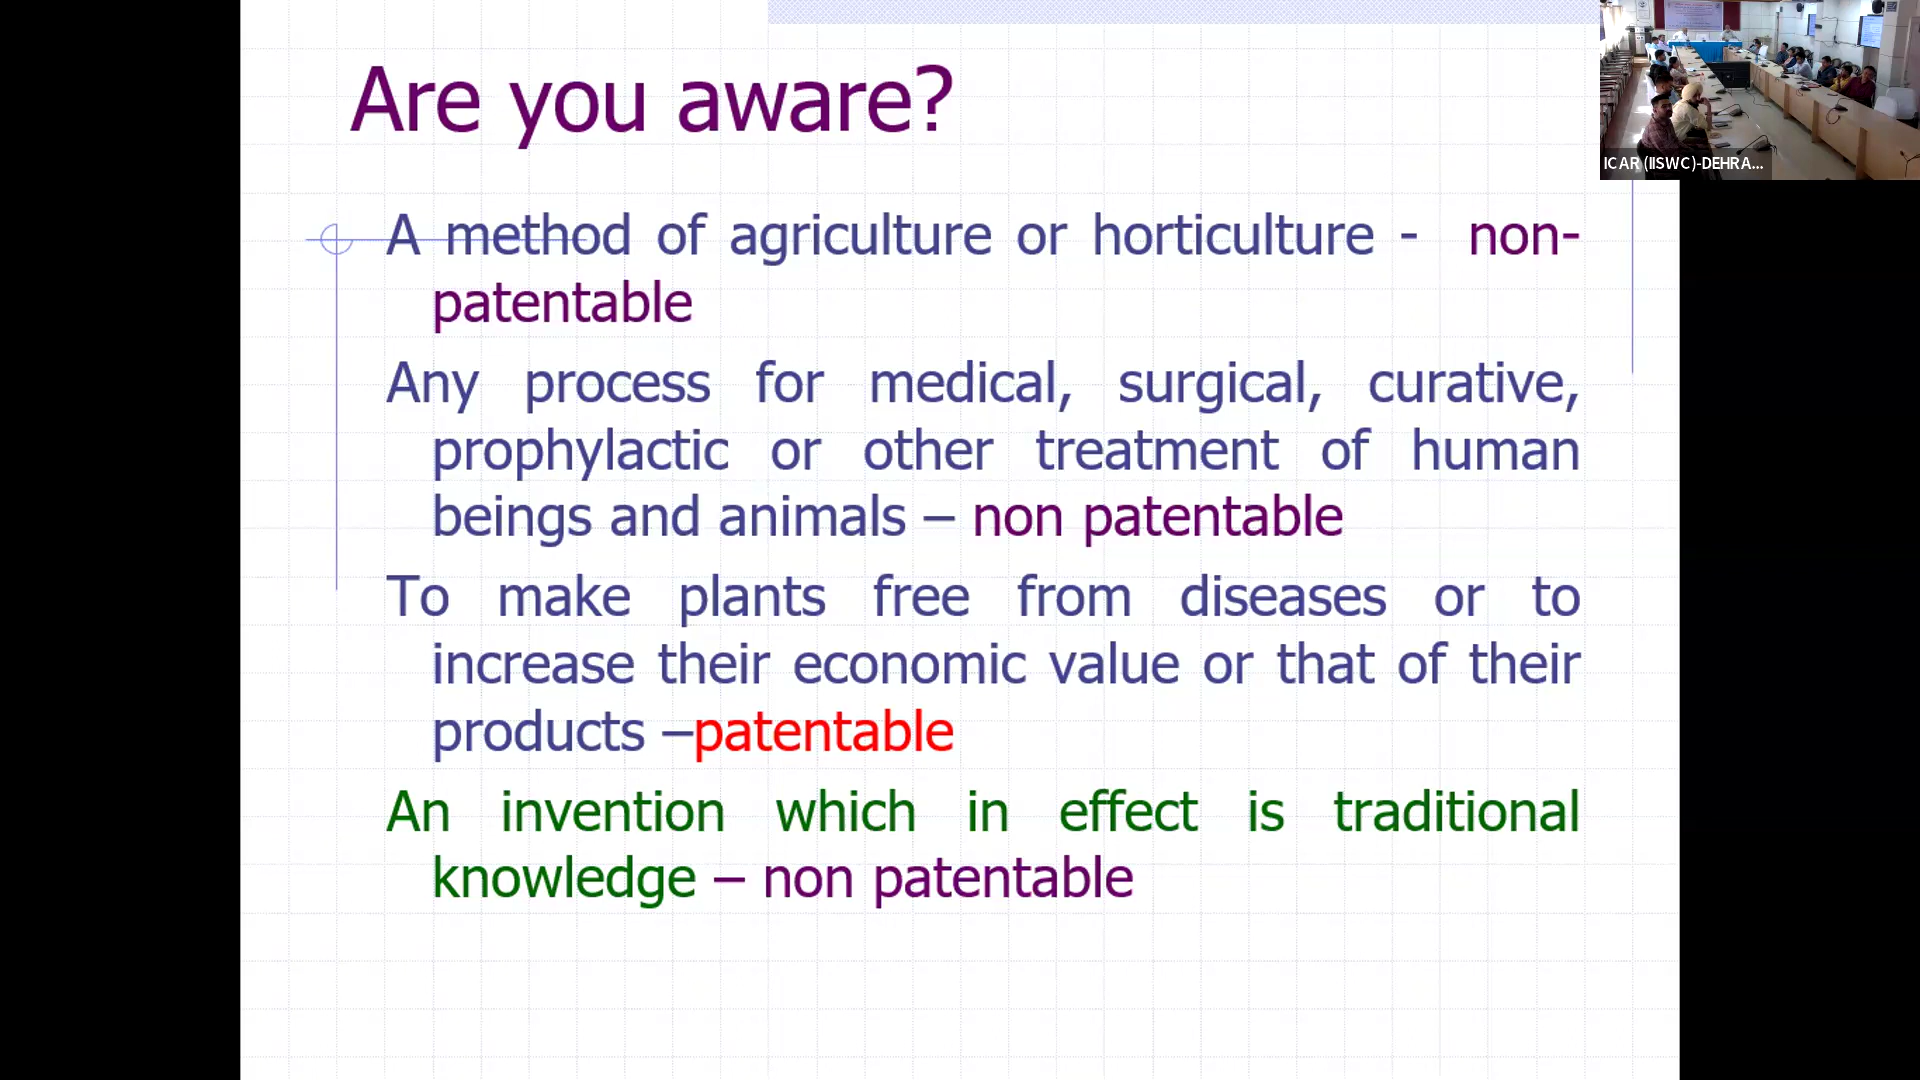 Are you aware?
ICAR (IISWC)-DEHRA...
A method of agriculture or horticulture - non-
patentable
Any process for medical, surgical, curative,
prophylactic or other treatment of human
beings and animals – non patentable
To make plants free from diseases or to
increase their economic value or that of their
products –patentable
An invention which in effect is traditional
knowledge – non patentable